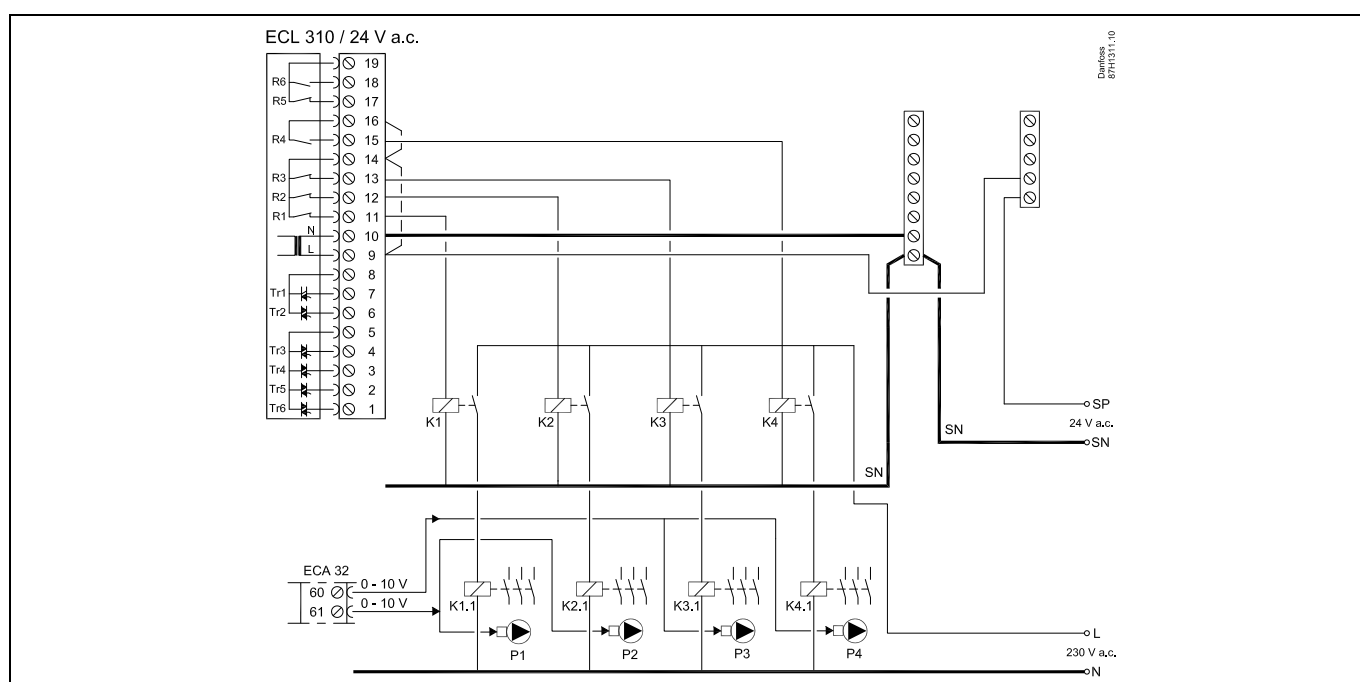 ECL 310 / 24 V a.c.
Danfoss
87H1311.10
19
R6 18
R5 17
16
R4 15
14
R3 13
R2 12
R1 11
N 10
L 9
8
Tr1 7
Tr2 6
5
Tr3 4
Tr4 3
Tr5 2
Tr6 1
K1 K2 K3 K4
SP
24 V a.c.
SN SN
SN
ECA 32
60 0 - 10 V
61 0 - 10 V
K1.1 K2.1 K3.1 K4.1
P1 P2 P3 P4
L
230 V a.c.
N